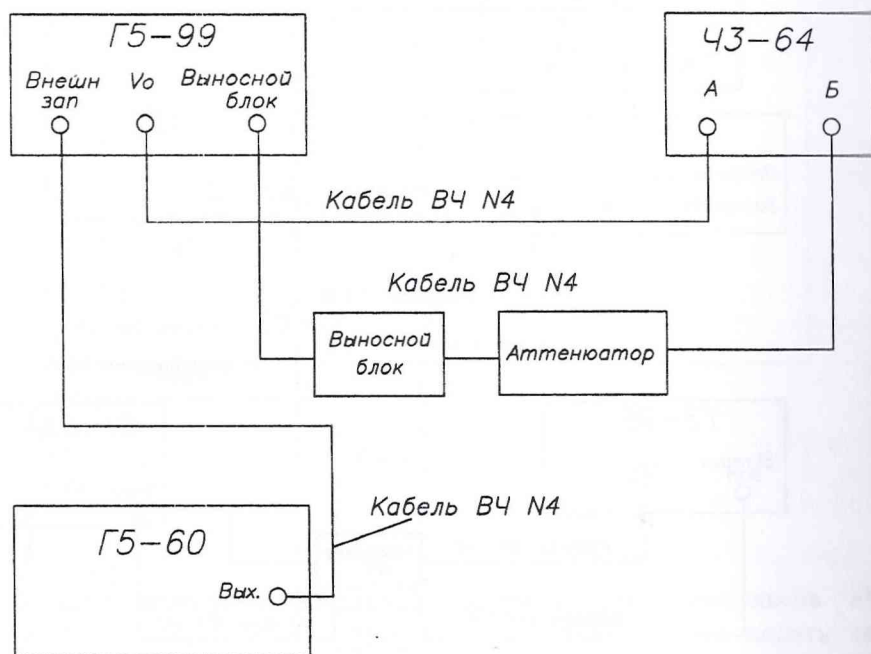 Г5-99
Внешн
зап
Vo
Выносной
блок
ЧЗ-64
А
Б
Кабель ВЧ N4
Кабель ВЧ N4
Выносной
блок
Аттенюатор
Кабель ВЧ N4
Г5-60
Вых.